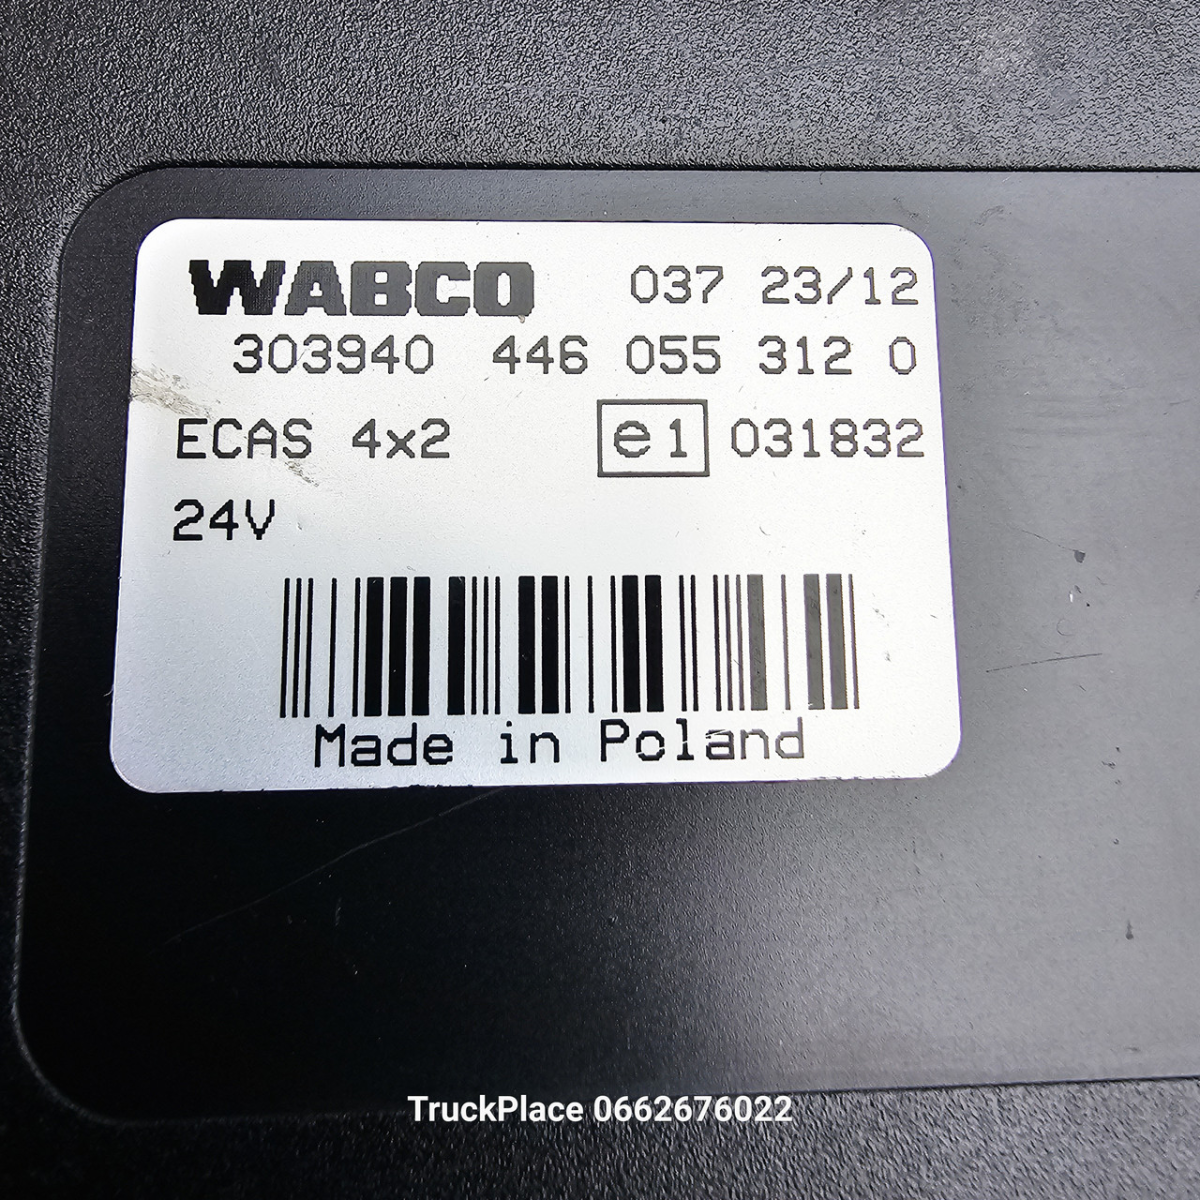 WABCO 037 23/12
303940 446 055 312 0
ECAS 4x2 e1 031832
24V
Made in Poland
TruckPlace 0662676022